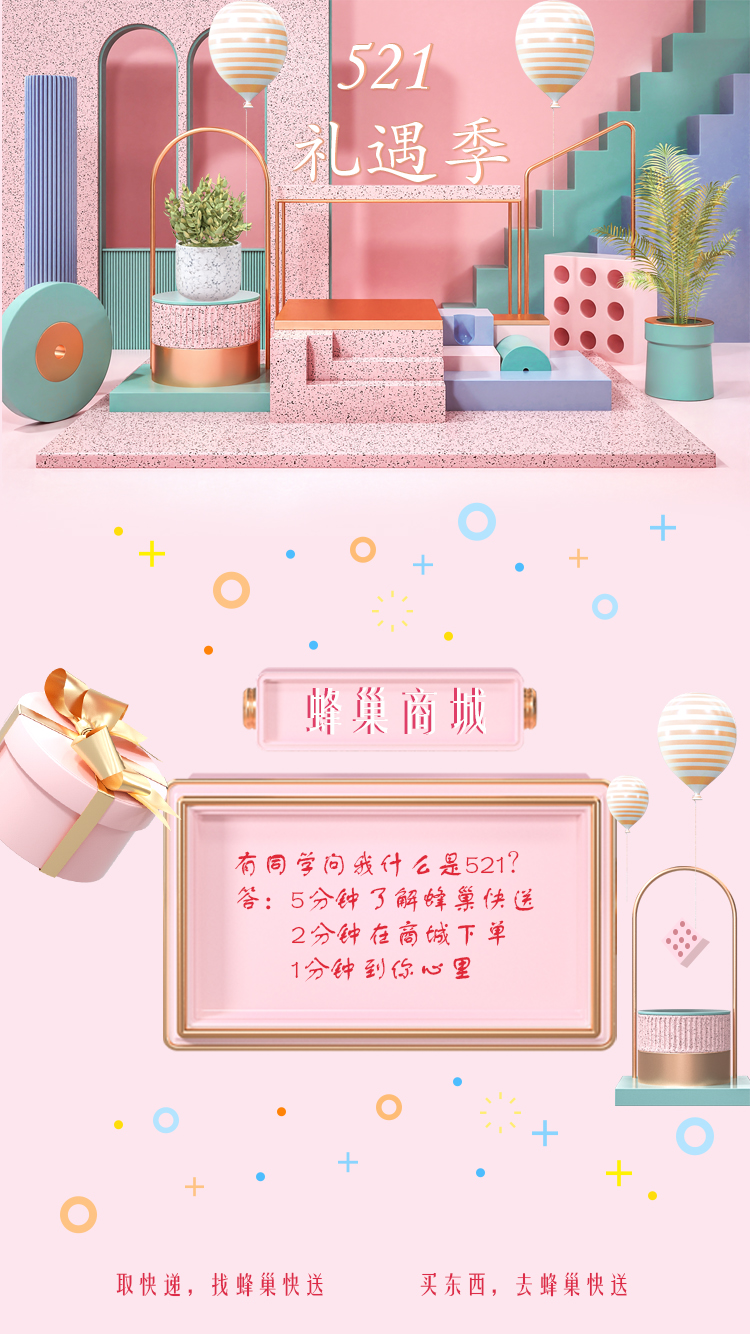 521
礼遇季
蜂巢商城
有同学问我什么是521?
答：5分钟了解蜂巢快送
2分钟在商城下单
1分钟到你心里
取快递，找蜂巢快送
买东西，去蜂巢快送